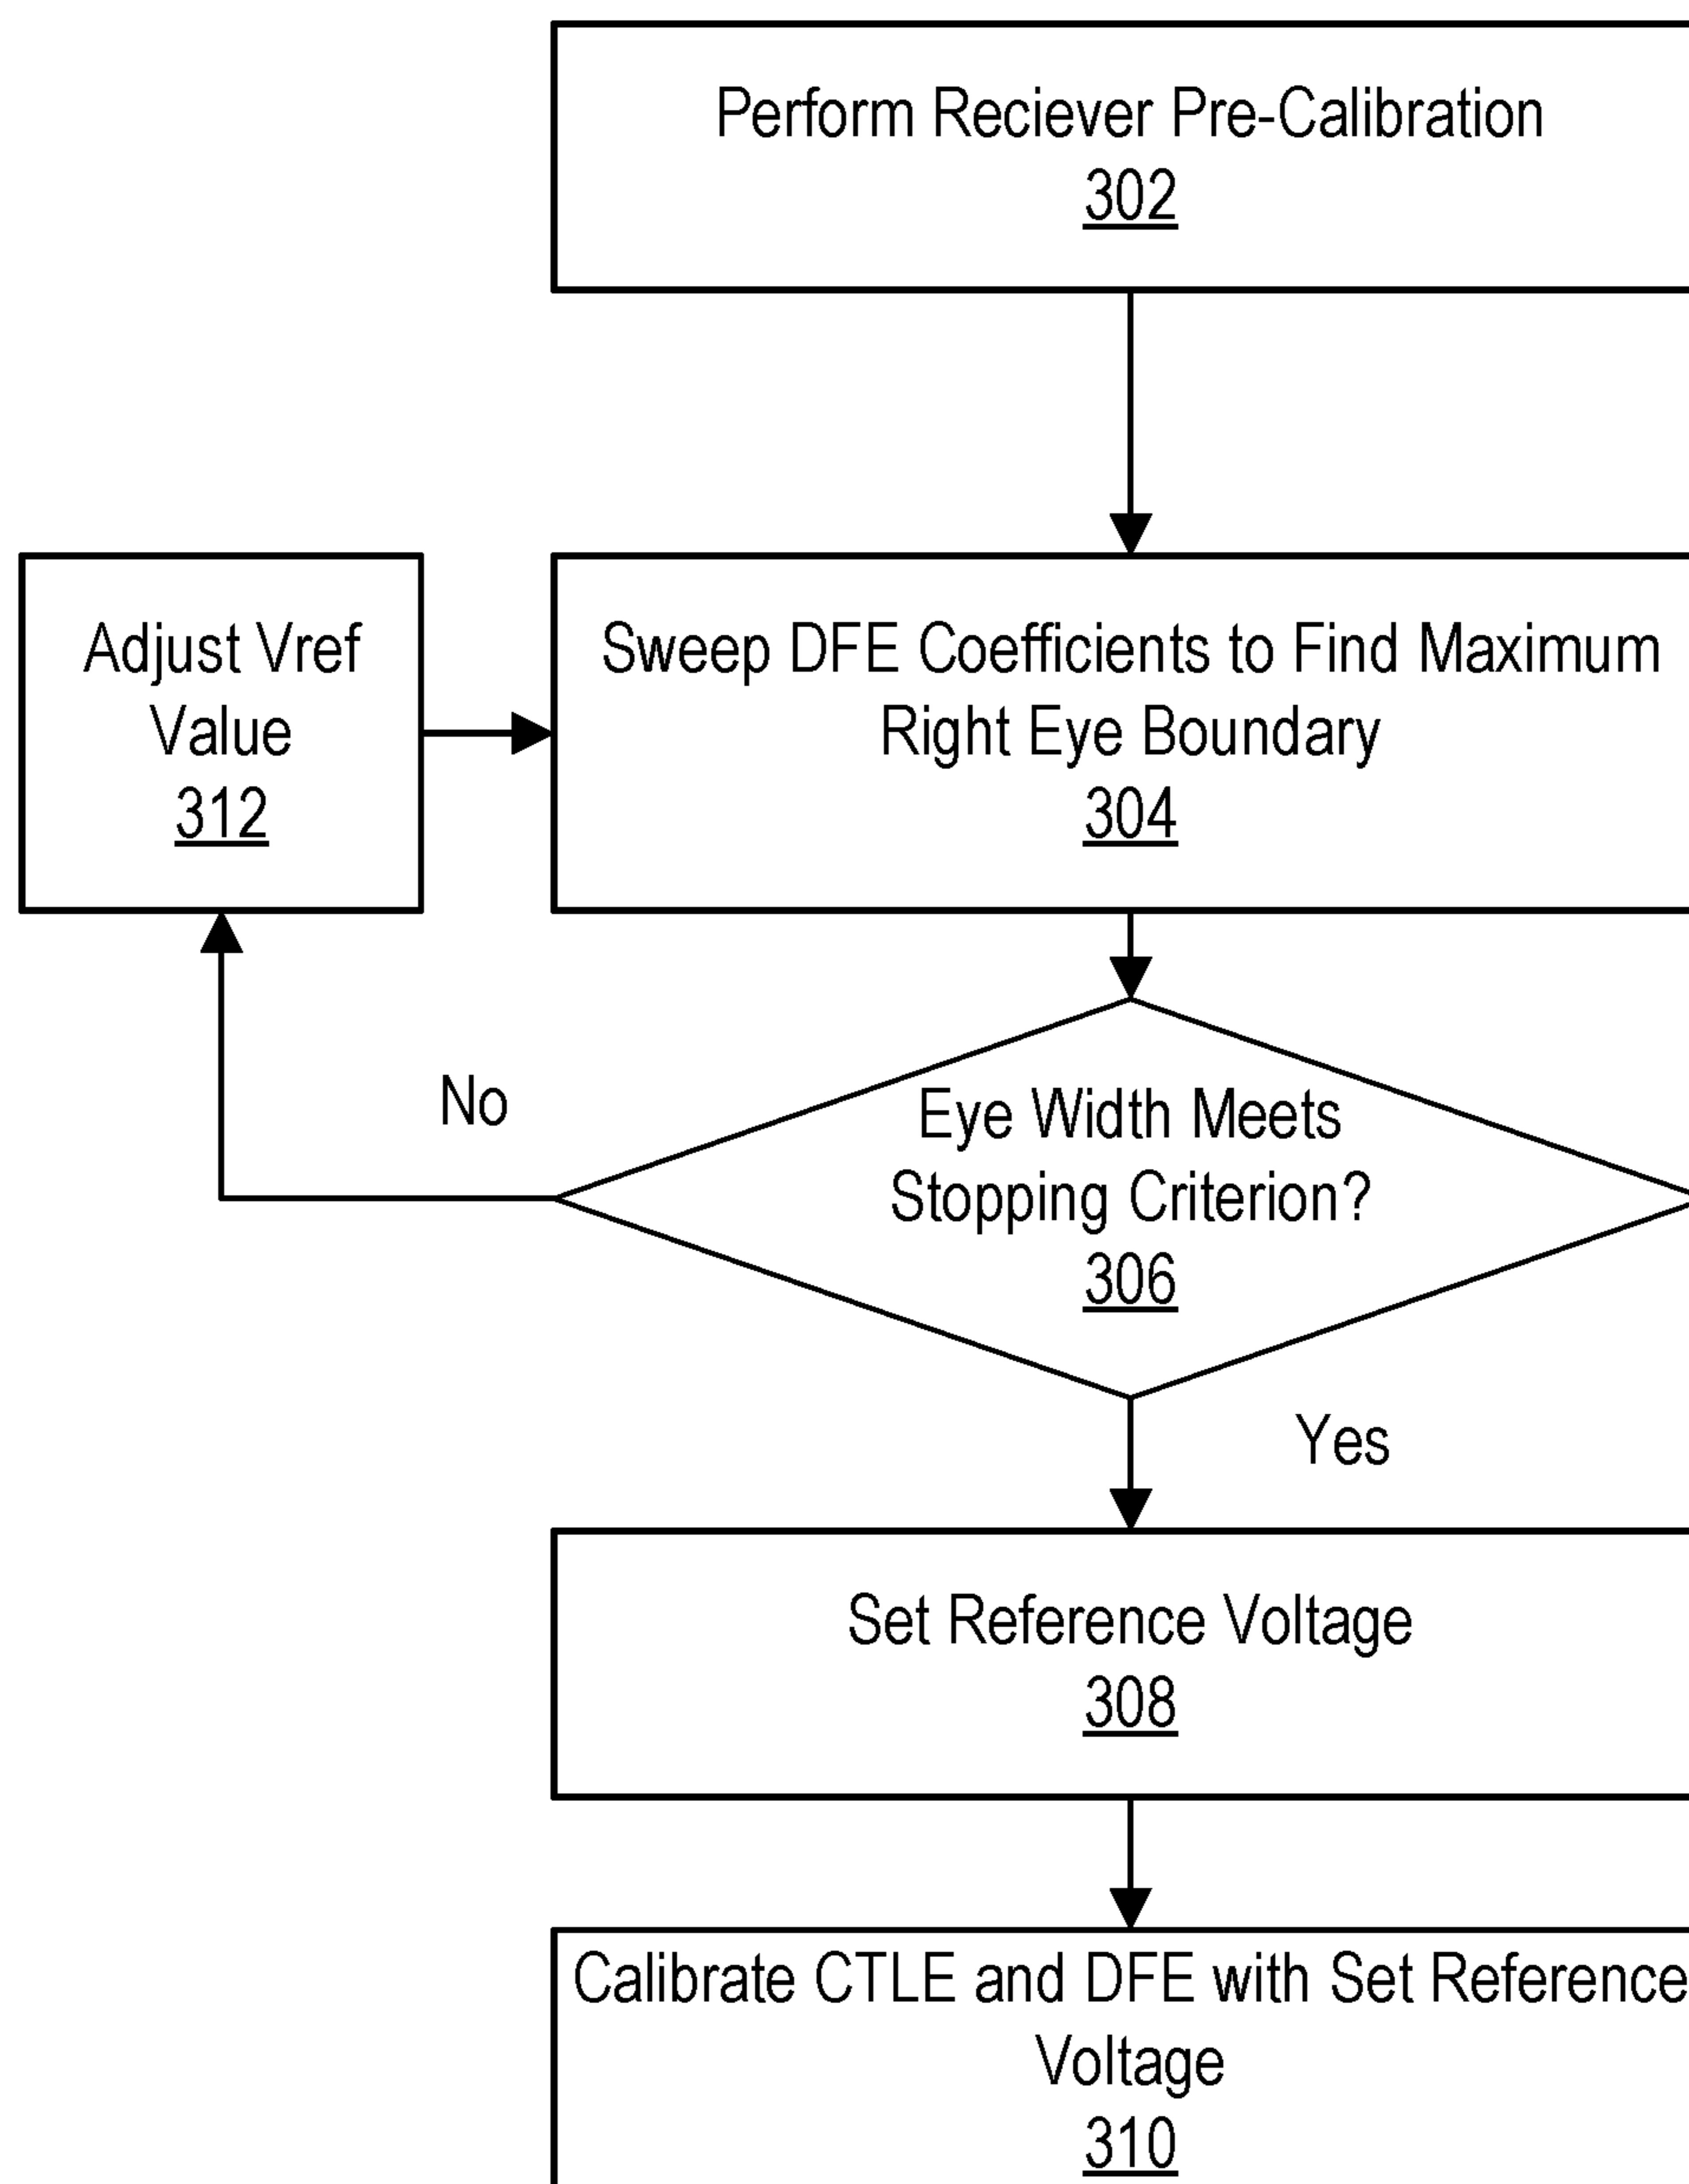 Perform Reciever Pre-Calibration
302
Adjust Vref
Value
312
Sweep DFE Coefficients to Find Maximum
Right Eye Boundary
304
No
Eye Width Meets
Stopping Criterion?
306
Yes
Set Reference Voltage
308
Calibrate CTLE and DFE with Set Reference
Voltage
310